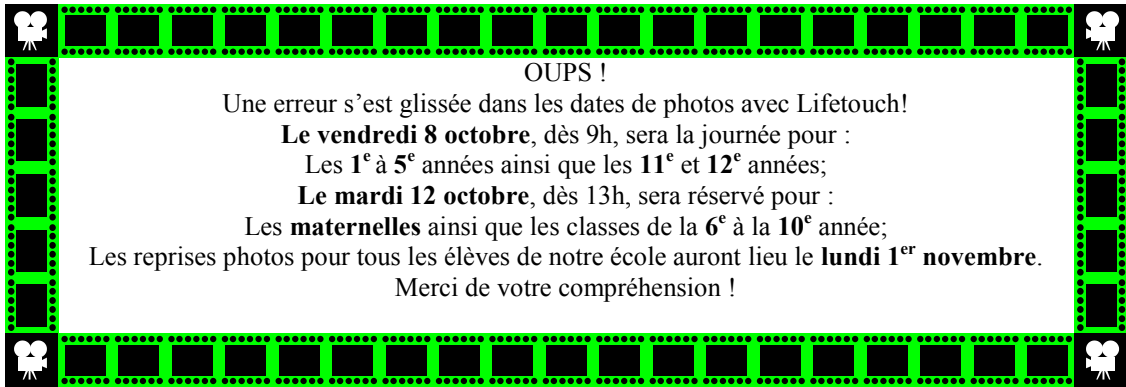 OUPS !
Une erreur s’est glissée dans les dates de photos avec Lifetouch!
Le vendredi 8 octobre, dès 9h, sera la journée pour :
Les 1e à 5e années ainsi que les 11e et 12e années;
Le mardi 12 octobre, dès 13h, sera réservé pour :
Les maternelles ainsi que les classes de la 6e à la 10e année;
Les reprises photos pour tous les élèves de notre école auront lieu le lundi 1er novembre.
Merci de votre compréhension !